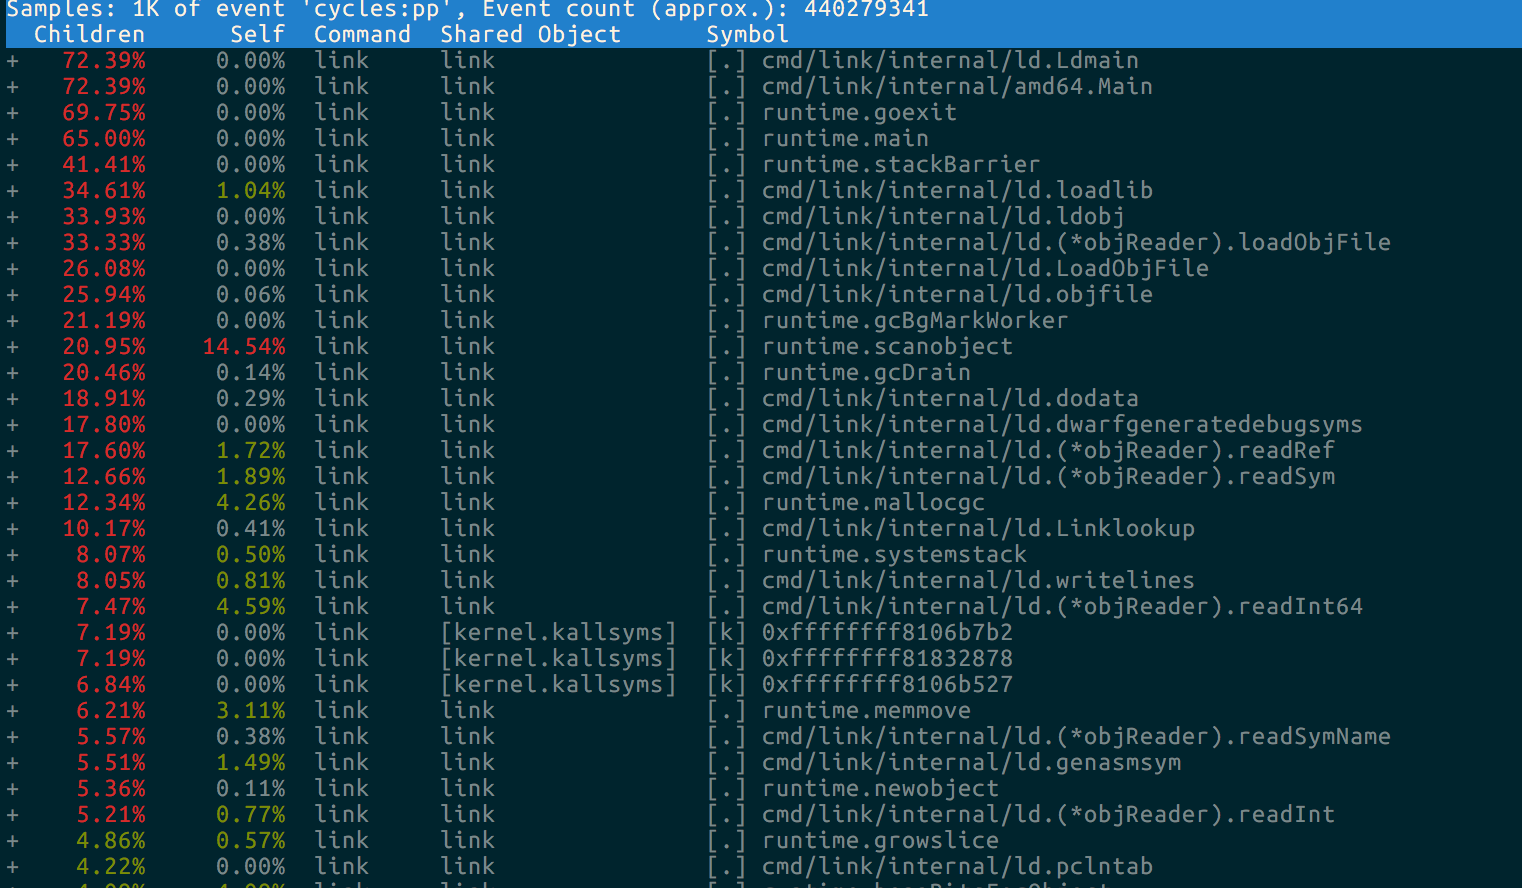 Samples: 1K of event 'cycles:pp', Event count (approx.): 440279341
Children Self Command Shared Object Symbol
+ 72.39% 0.00% link link [.] cmd/link/internal/ld.Ldmain
+ 72.39% 0.00% link link [.] cmd/link/internal/amd64.Main
+ 69.75% 0.00% link link [.] runtime.goexit
+ 65.00% 0.00% link link [.] runtime.main
+ 41.41% 0.00% link link [.] runtime.stackBarrier
+ 34.61% 1.04% link link [.] cmd/link/internal/ld.loadlib
+ 33.93% 0.00% link link [.] cmd/link/internal/ld.ldobj
+ 33.33% 0.38% link link [.] cmd/link/internal/ld.(*objReader).loadObjFile
+ 26.08% 0.00% link link [.] cmd/link/internal/ld.LoadObjFile
+ 25.94% 0.06% link link [.] cmd/link/internal/ld.objfile
+ 21.19% 0.00% link link [.] runtime.gcBgMarkWorker
+ 20.95% 14.54% link link [.] runtime.scanobject
+ 20.46% 0.14% link link [.] runtime.gcDrain
+ 18.91% 0.29% link link [.] cmd/link/internal/ld.dodata
+ 17.80% 0.00% link link [.] cmd/link/internal/ld.dwarfgeneratedebugsyms
+ 17.60% 1.72% link link [.] cmd/link/internal/ld.(*objReader).readRef
+ 12.66% 1.89% link link [.] cmd/link/internal/ld.(*objReader).readSym
+ 12.34% 4.26% link link [.] runtime.mallocgc
+ 10.17% 0.41% link link [.] cmd/link/internal/ld.Linklookup
+ 8.07% 0.50% link link [.] runtime.systemstack
+ 8.05% 0.81% link link [.] cmd/link/internal/ld.writelines
+ 7.47% 4.59% link link [.] cmd/link/internal/ld.(*objReader).readInt64
+ 7.19% 0.00% link [kernel.kallsyms] [k] 0xffffffff8106b7b2
+ 7.19% 0.00% link [kernel.kallsyms] [k] 0xffffffff81832878
+ 6.84% 0.00% link [kernel.kallsyms] [k] 0xffffffff8106b527
+ 6.21% 3.11% link link [.] runtime.memmove
+ 5.57% 0.38% link link [.] cmd/link/internal/ld.(*objReader).readSymName
+ 5.51% 1.49% link link [.] cmd/link/internal/ld.genasmsym
+ 5.36% 0.11% link link [.] runtime.newobject
+ 5.21% 0.77% link link [.] cmd/link/internal/ld.(*objReader).readInt
+ 4.86% 0.57% link link [.] runtime.growslice
+ 4.22% 0.00% link link [.] cmd/link/internal/ld.pclntab